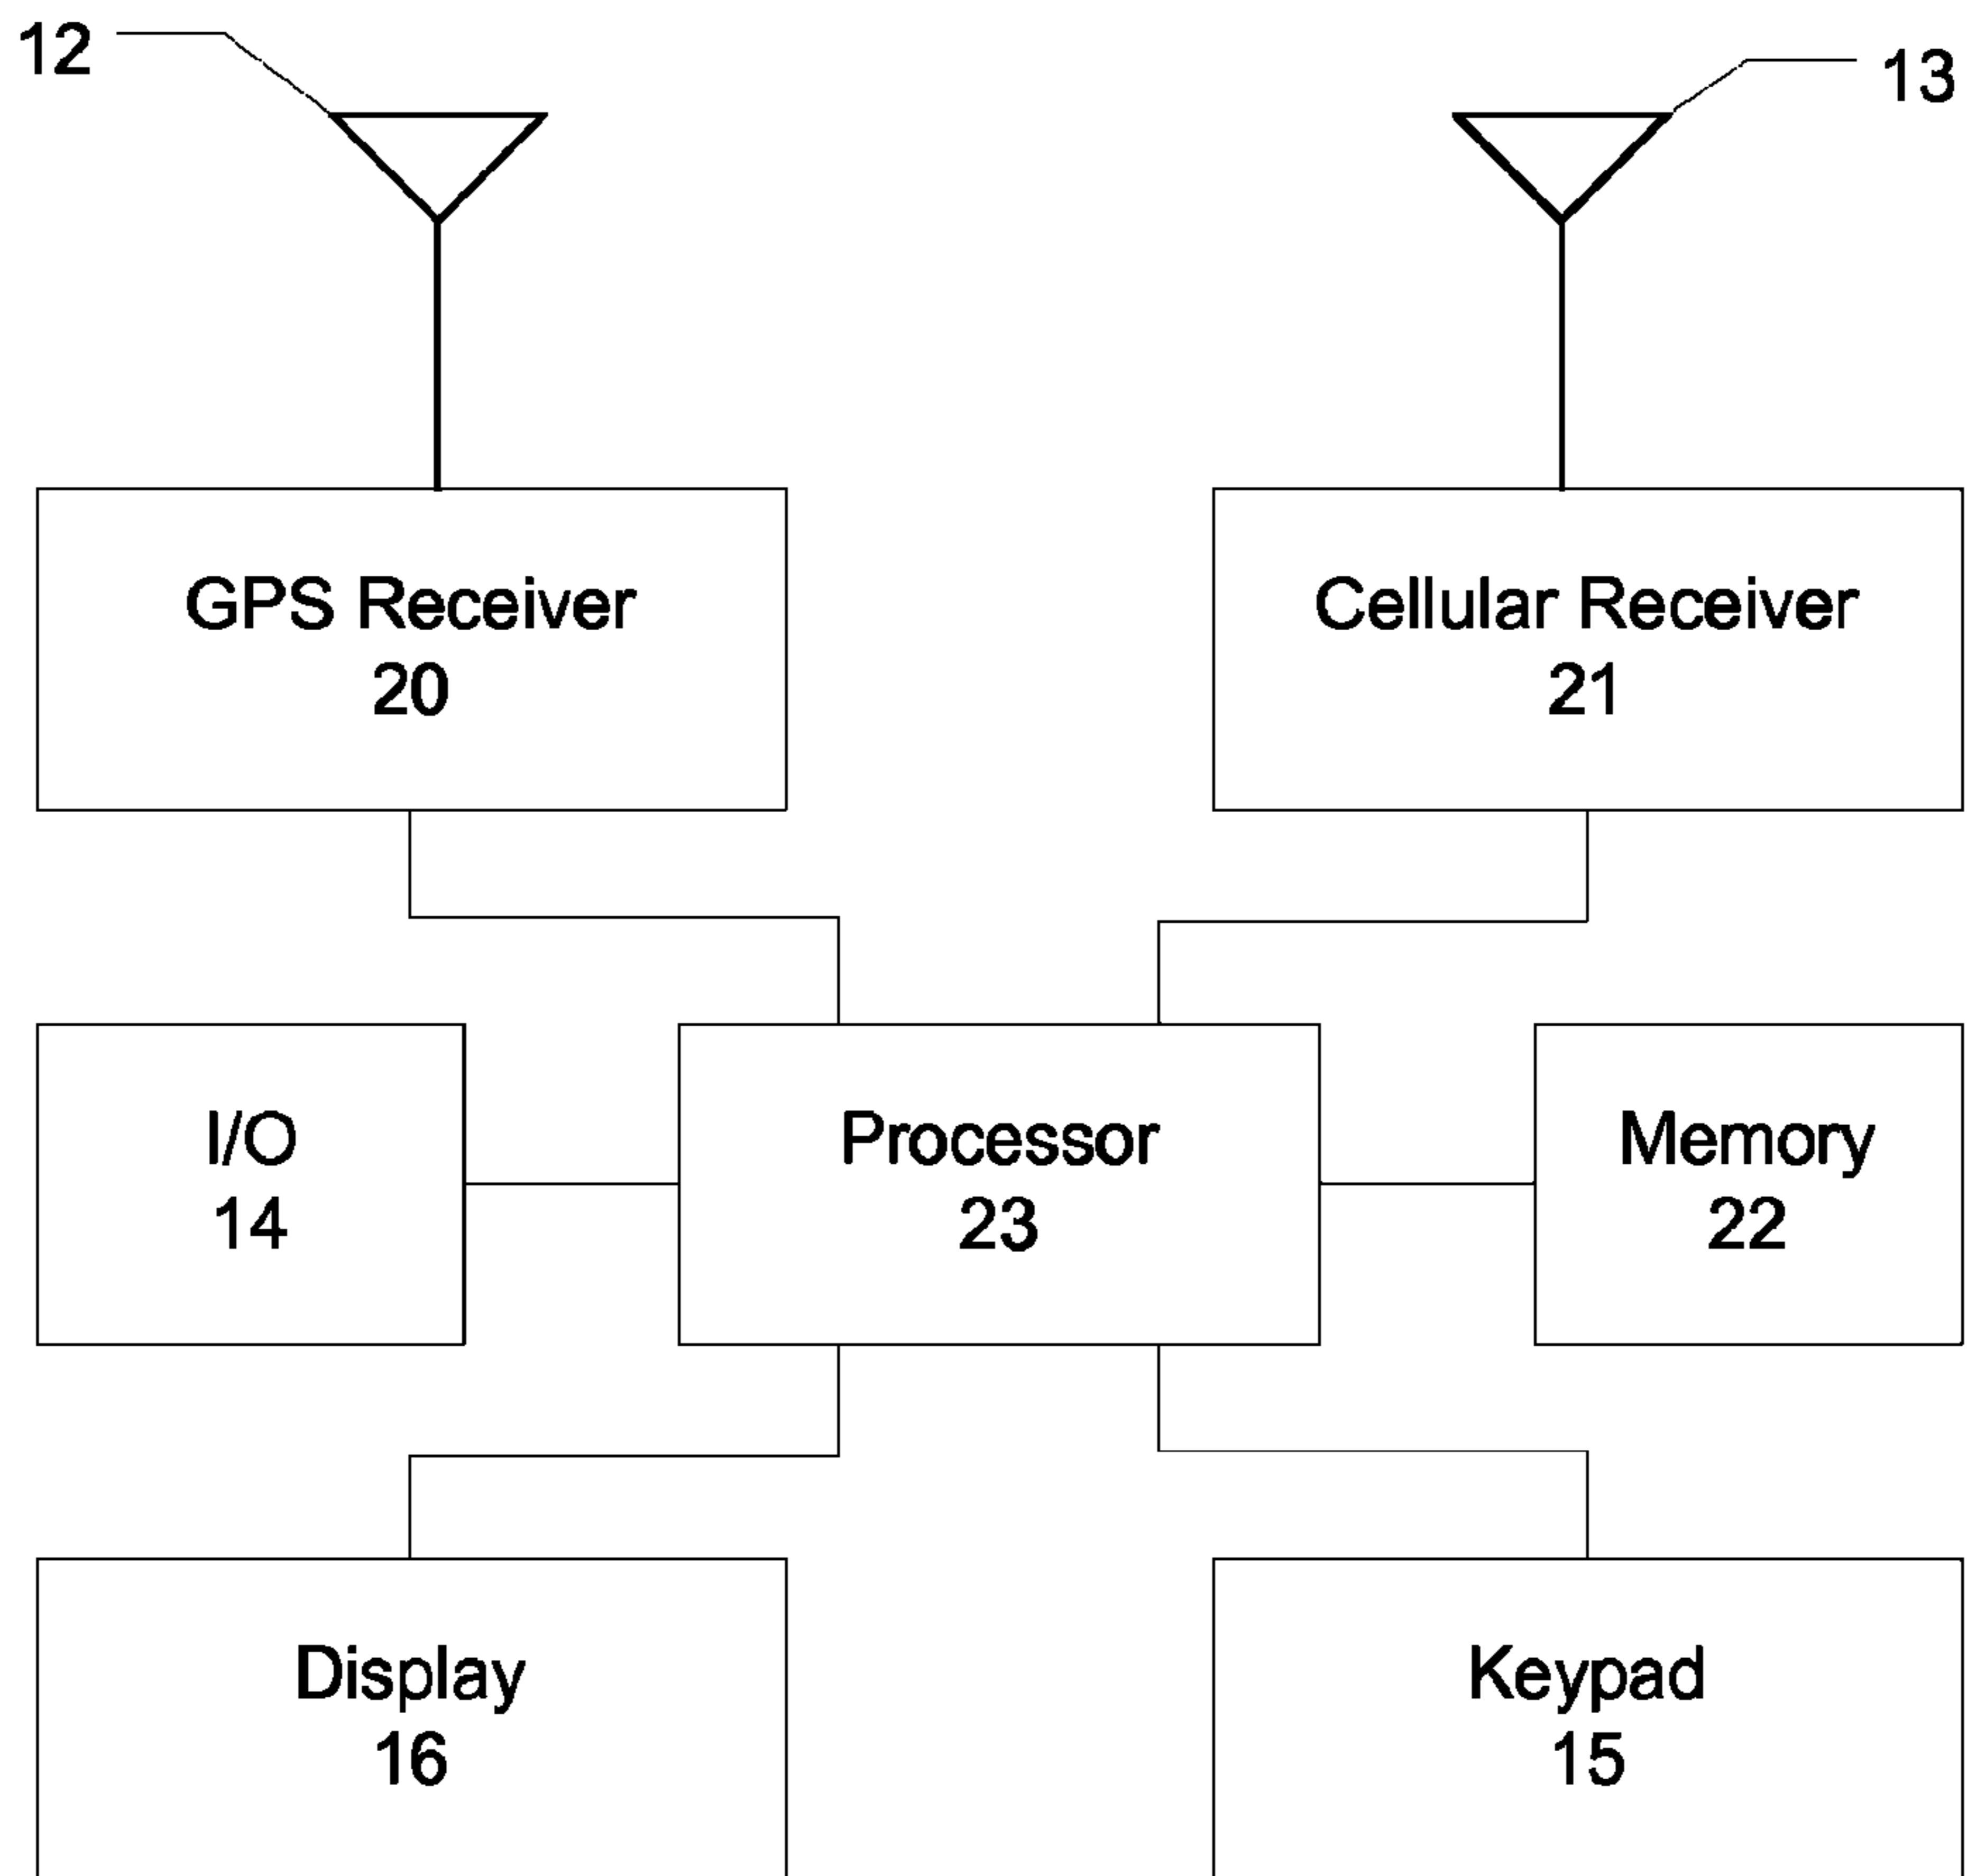 12
13
GPS Receiver
20
Cellular Receiver
21
I/O
14
Processor
23
Memory
22
Display
16
Keypad
15